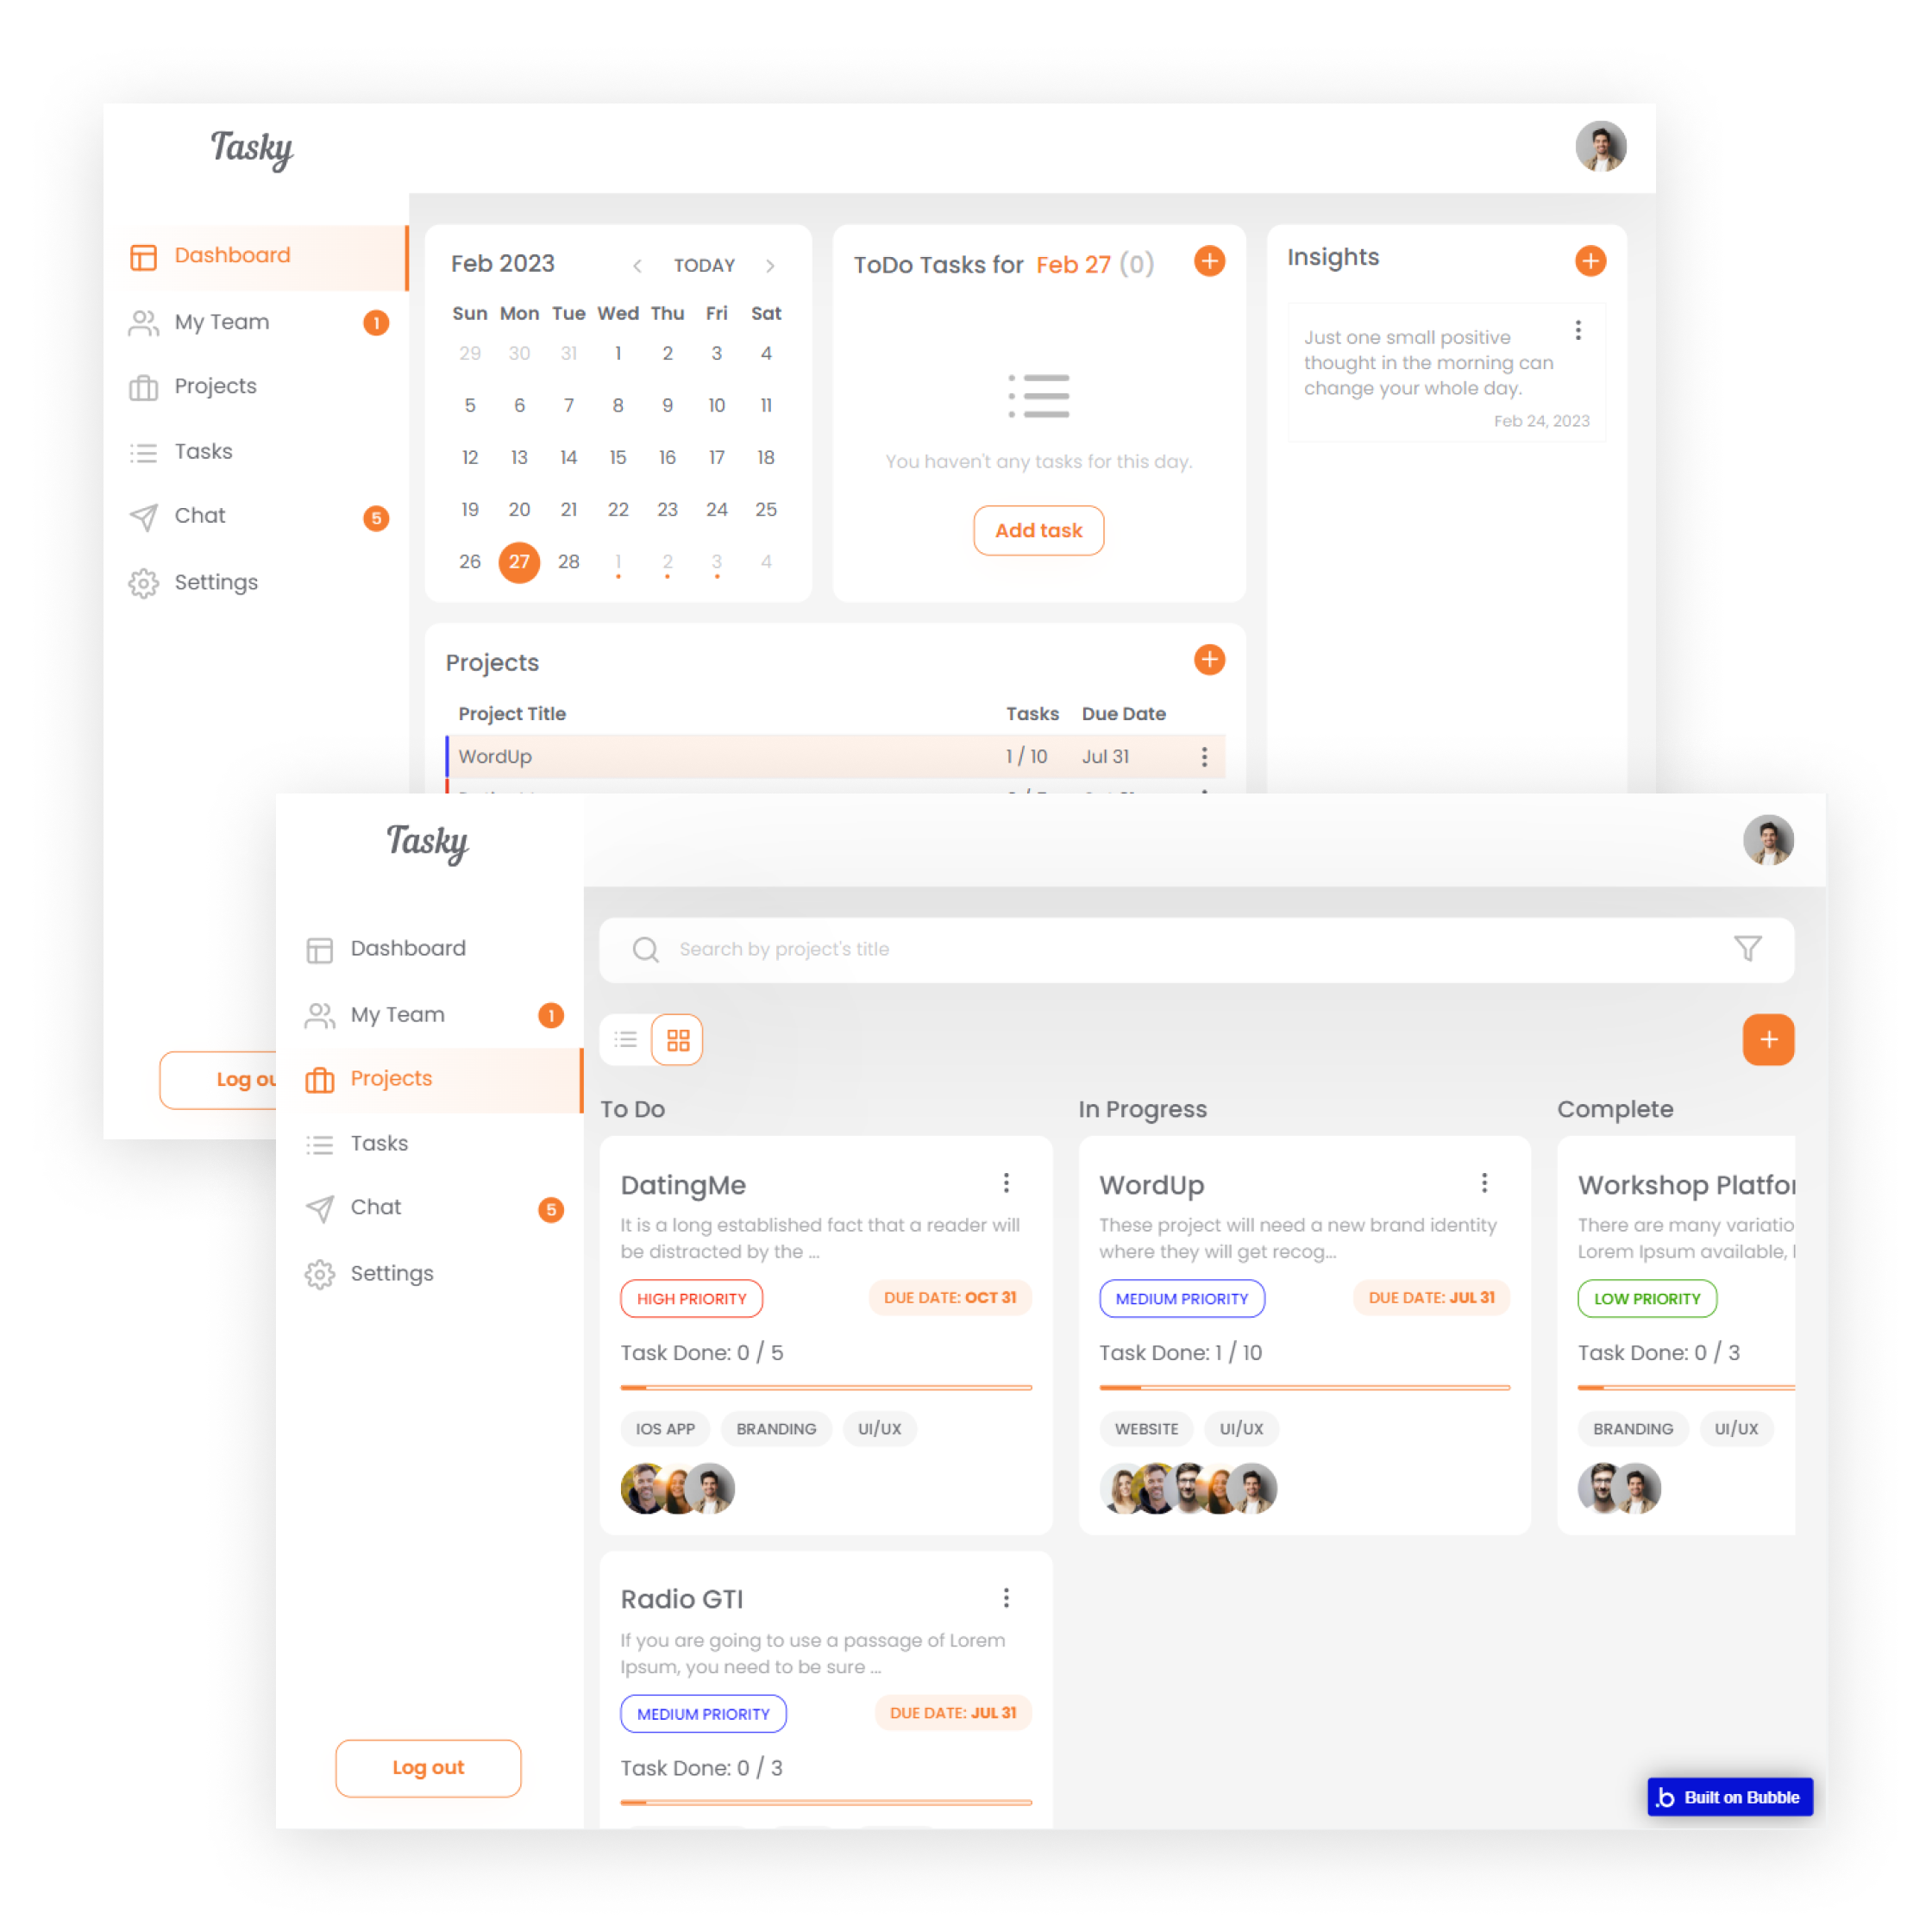 Tasky
Dashboard
My Team 1
Projects
Tasks
Chat 5
Settings
Log
Feb 2023 TODAY
Sun Mon Tue Wed Thu Fri Sat
29 30 31 1 2 3 4
5 6 7 8 9 10 11
12 13 14 15 16 17 18
19 20 21 22 23 24 25
26 27 28 1 2 3 4
ToDo Tasks for Feb 27 (0)
You haven't any tasks for this day.
Add task
Insights
Just one small positive
thought in the morning can
change your whole day.
Feb 24, 2023
Projects
Project Title Tasks Due Date
WordUp 1 / 10 Jul 31
Tasky
Dashboard
My Team 1
Projects
Tasks
Chat 5
Settings
Log out
Search by project's title
To Do
DatingMe
It is a long established fact that a reader will
be distracted by the ...
HIGH PRIORITY DUE DATE: OCT 31
Task Done: 0 / 5
IOS APP BRANDING UI/UX
Radio GTI
If you are going to use a passage of Lorem
Ipsum, you need to be sure ...
MEDIUM PRIORITY DUE DATE: JUL 31
Task Done: 0 / 3
In Progress
WordUp
These project will need a new brand identity
where they will get recog...
MEDIUM PRIORITY DUE DATE: JUL 31
Task Done: 1 / 10
WEBSITE UI/UX
Complete
Workshop Platfor
There are many variatio
Lorem Ipsum available,
LOW PRIORITY
Task Done: 0 / 3
BRANDING UI/UX
Built on Bubble